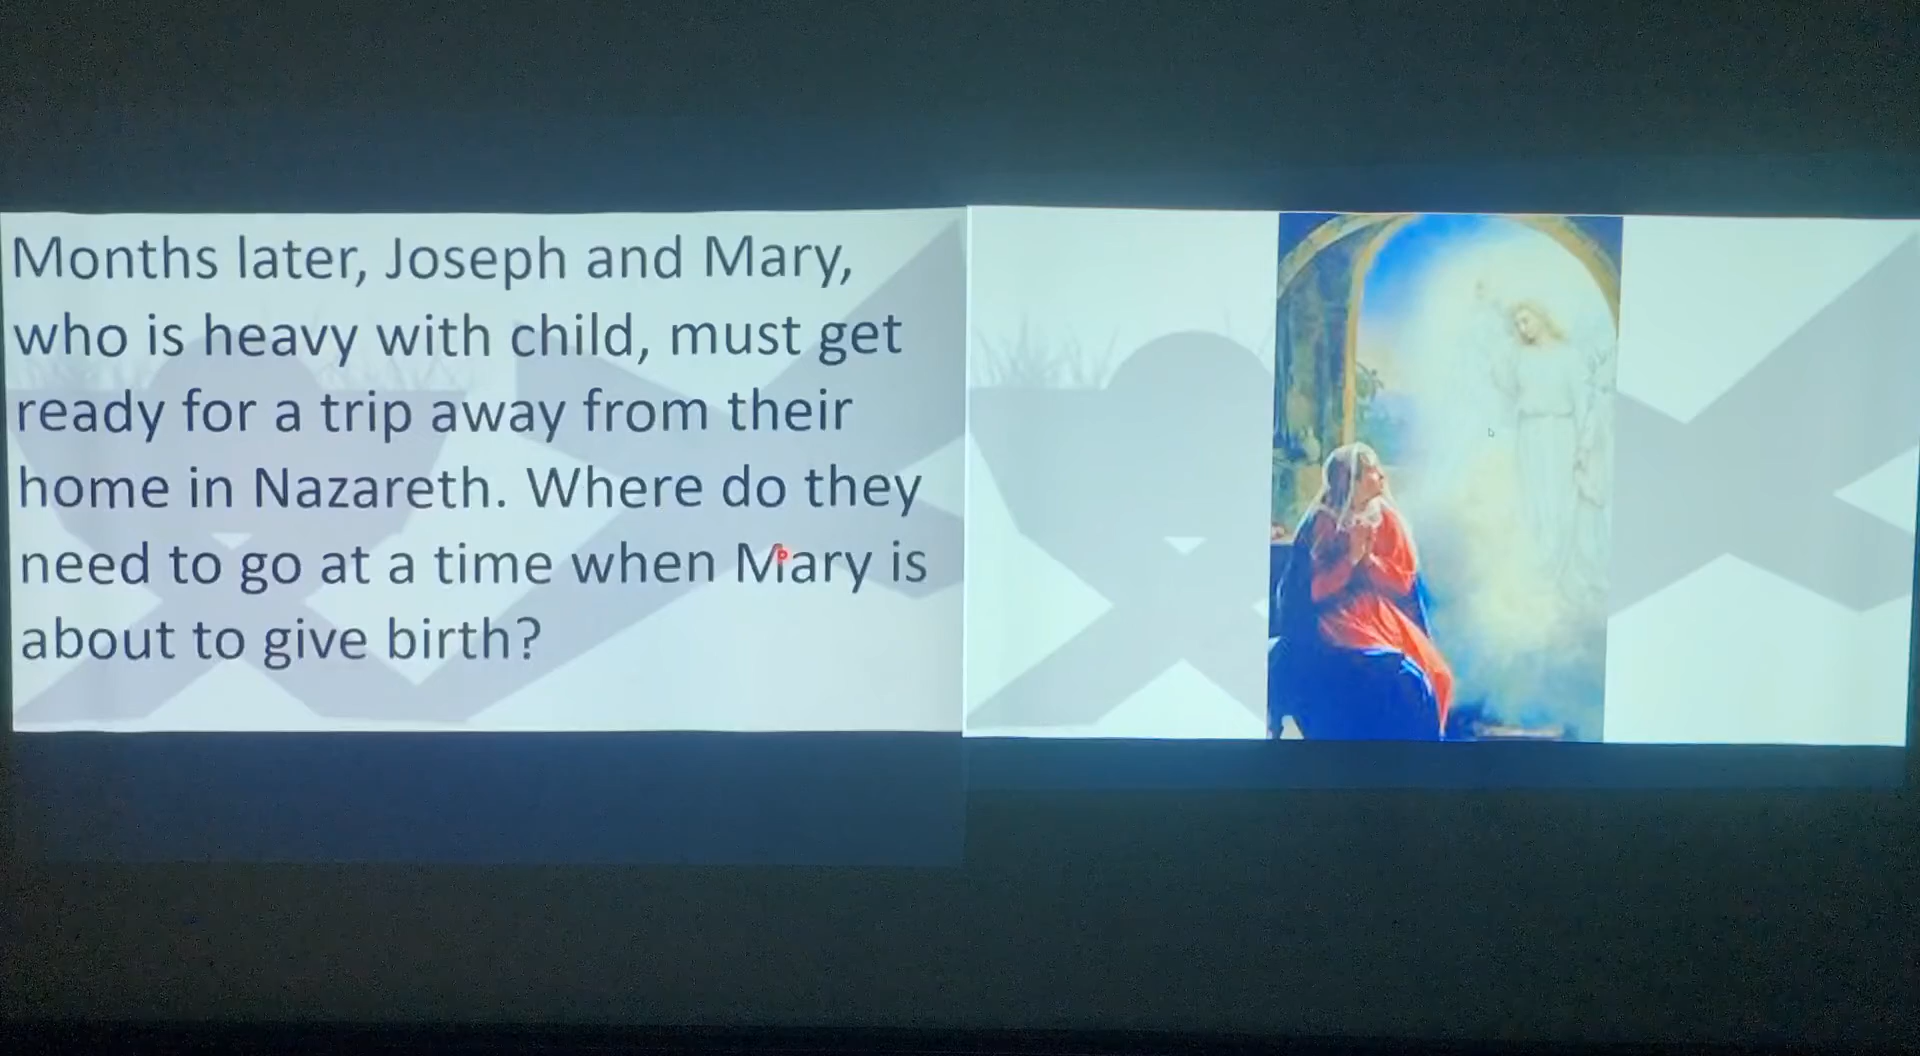 Months later, Joseph and Mary,
who is heavy with child, must get
ready for a trip away from their
home in Nazareth. Where do they
need to go at a time when Mary is
about to give birth?